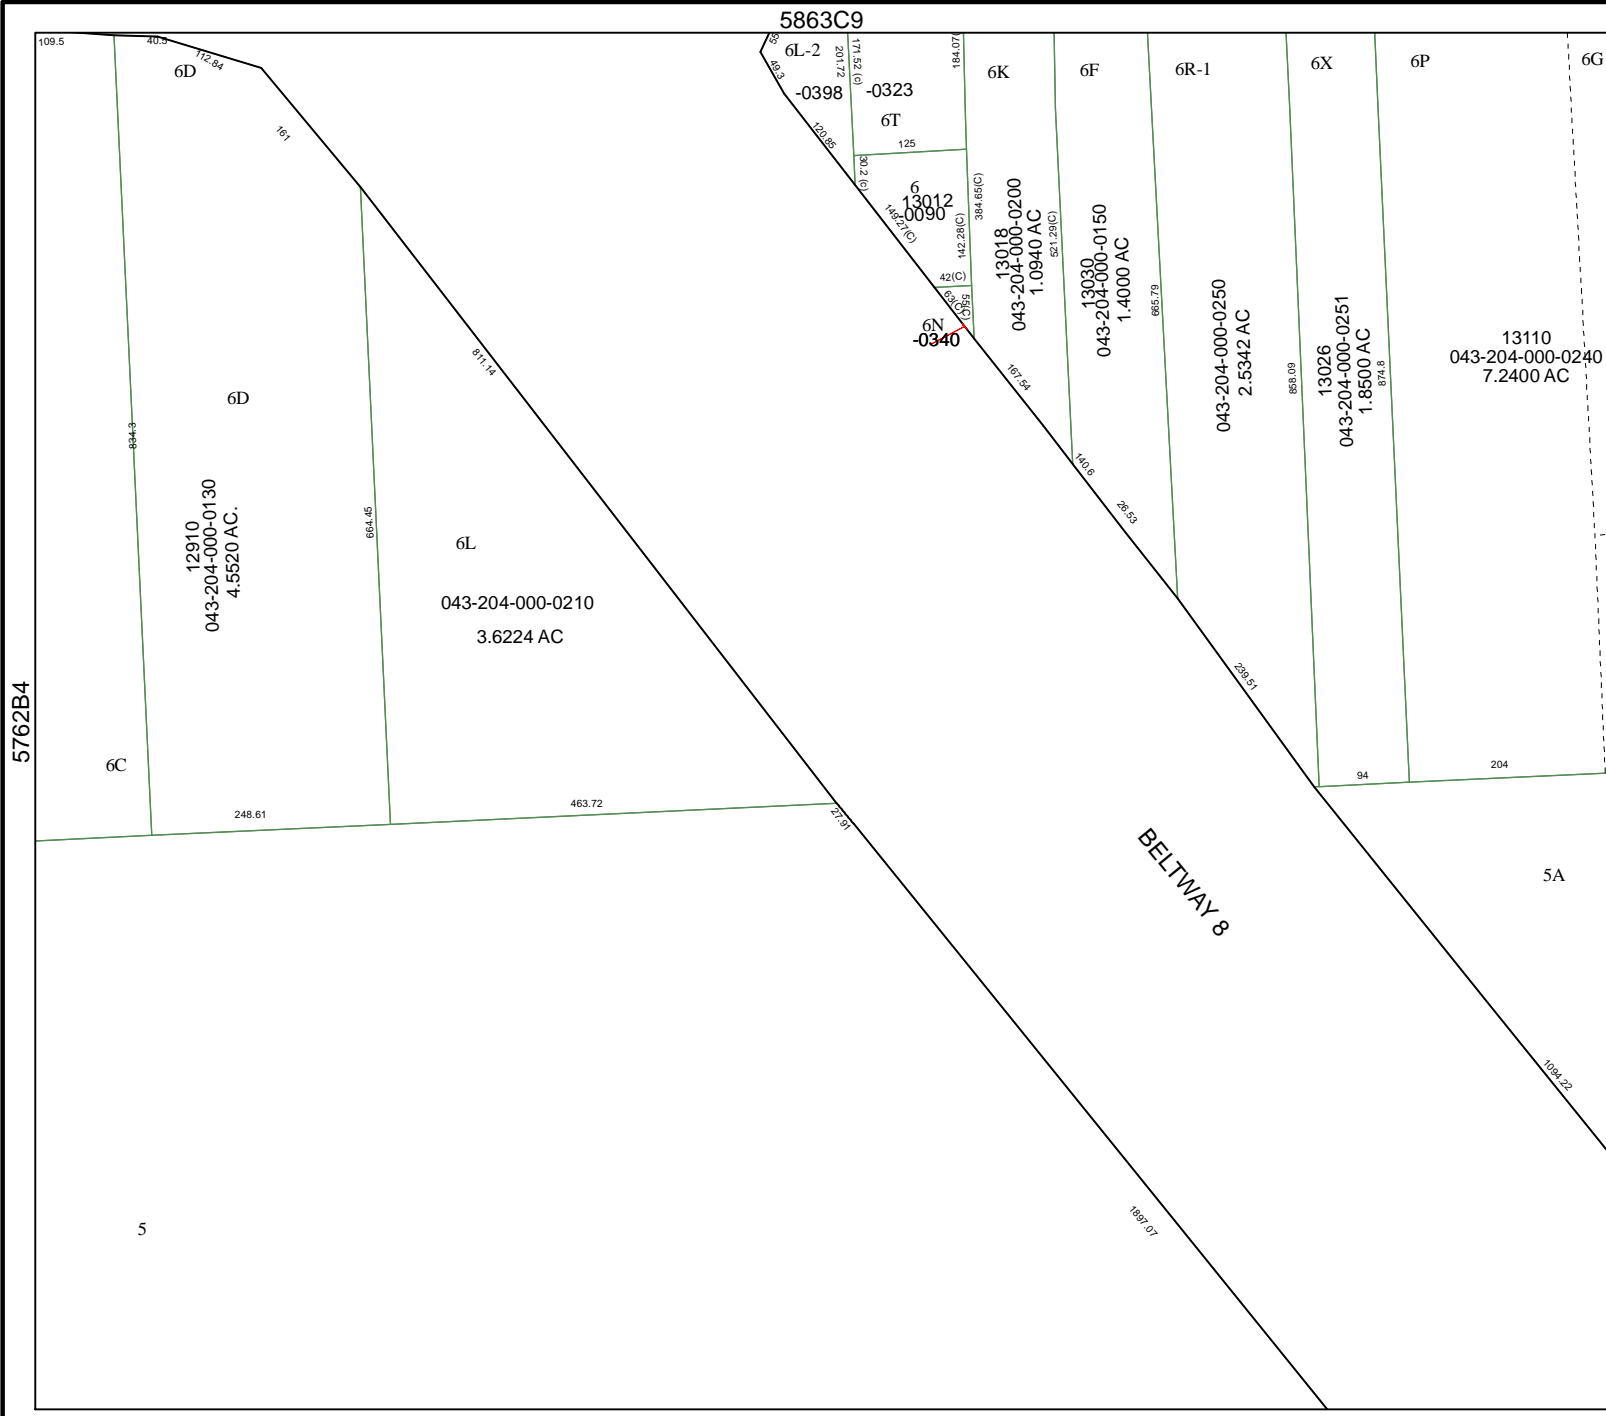 5863C9
109.5
40.5
6D
112.84
161
55
49.3
6L-2
201.72
171.52 (c)
-0398
-0323
6T
184.07(
6K
6F
6R-1
6X
6P
6G
120.85
125
30.2 (c)
6
13012
-0090
149.27(C)
142.28(C)
384.65(C)
42(C)
63(C)
55(C)
6N
-0340
13018
043-204-000-0200
1.0940 AC
521.29(C)
13030
043-204-000-0150
1.4000 AC
665.79
043-204-000-0250
2.5342 AC
858.09
13026
043-204-000-0251
1.8500 AC
874.8
13110
043-204-000-0240
7.2400 AC
811.14
167.54
140.6
26.53
239.51
834.3
6D
12910
043-204-000-0130
4.5520 AC.
664.45
6L
043-204-000-0210
3.6224 AC
5762B4
6C
248.61
463.72
27.91
94
204
BELTWAY 8
5A
1094.22
1897.07
5